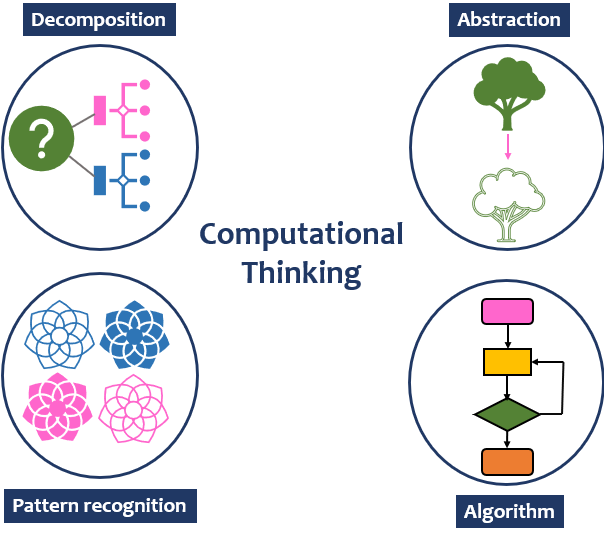 Decomposition
Abstraction
?
Computational
Thinking
Pattern recognition
Algorithm